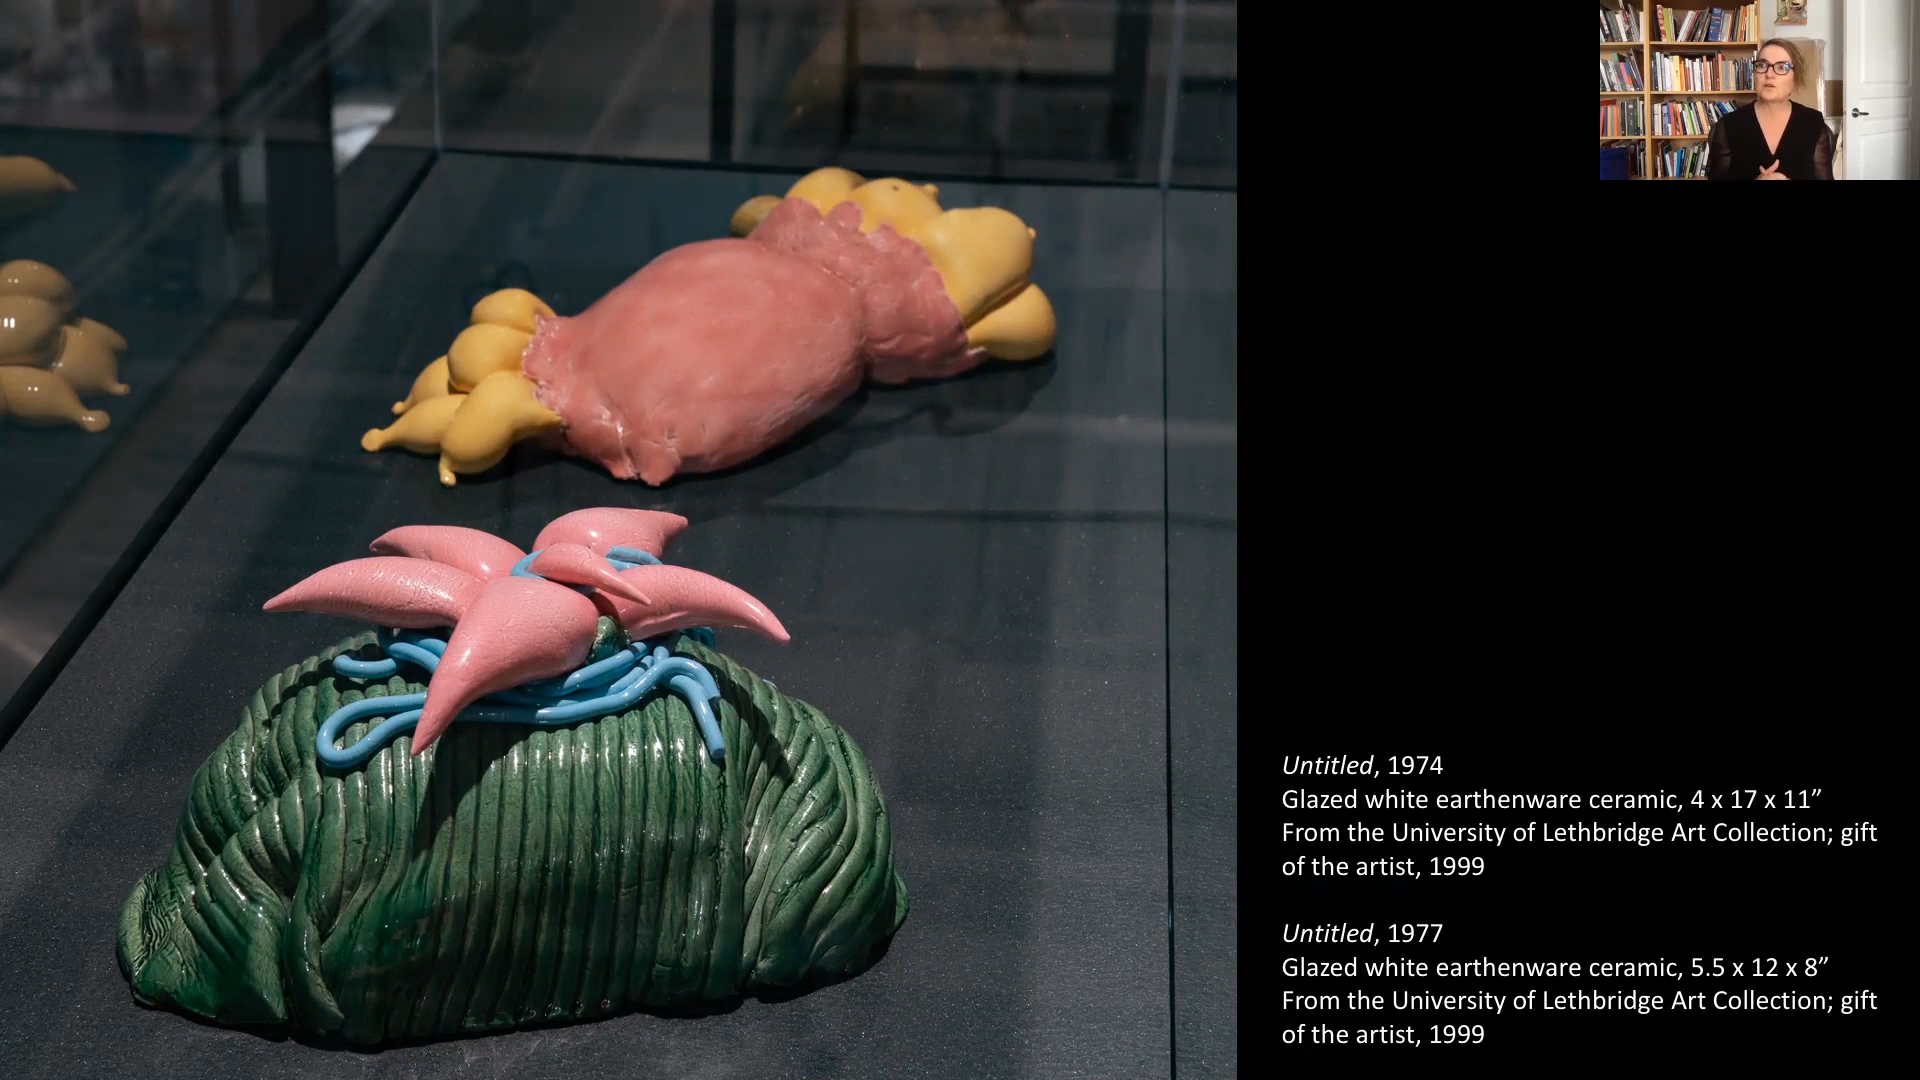 Untitled, 1974
Glazed white earthenware ceramic, 4 x 17 x 11”
From the University of Lethbridge Art Collection; gift
of the artist, 1999
Untitled, 1977
Glazed white earthenware ceramic, 5.5 x 12 x 8”
From the University of Lethbridge Art Collection; gift
of the artist, 1999